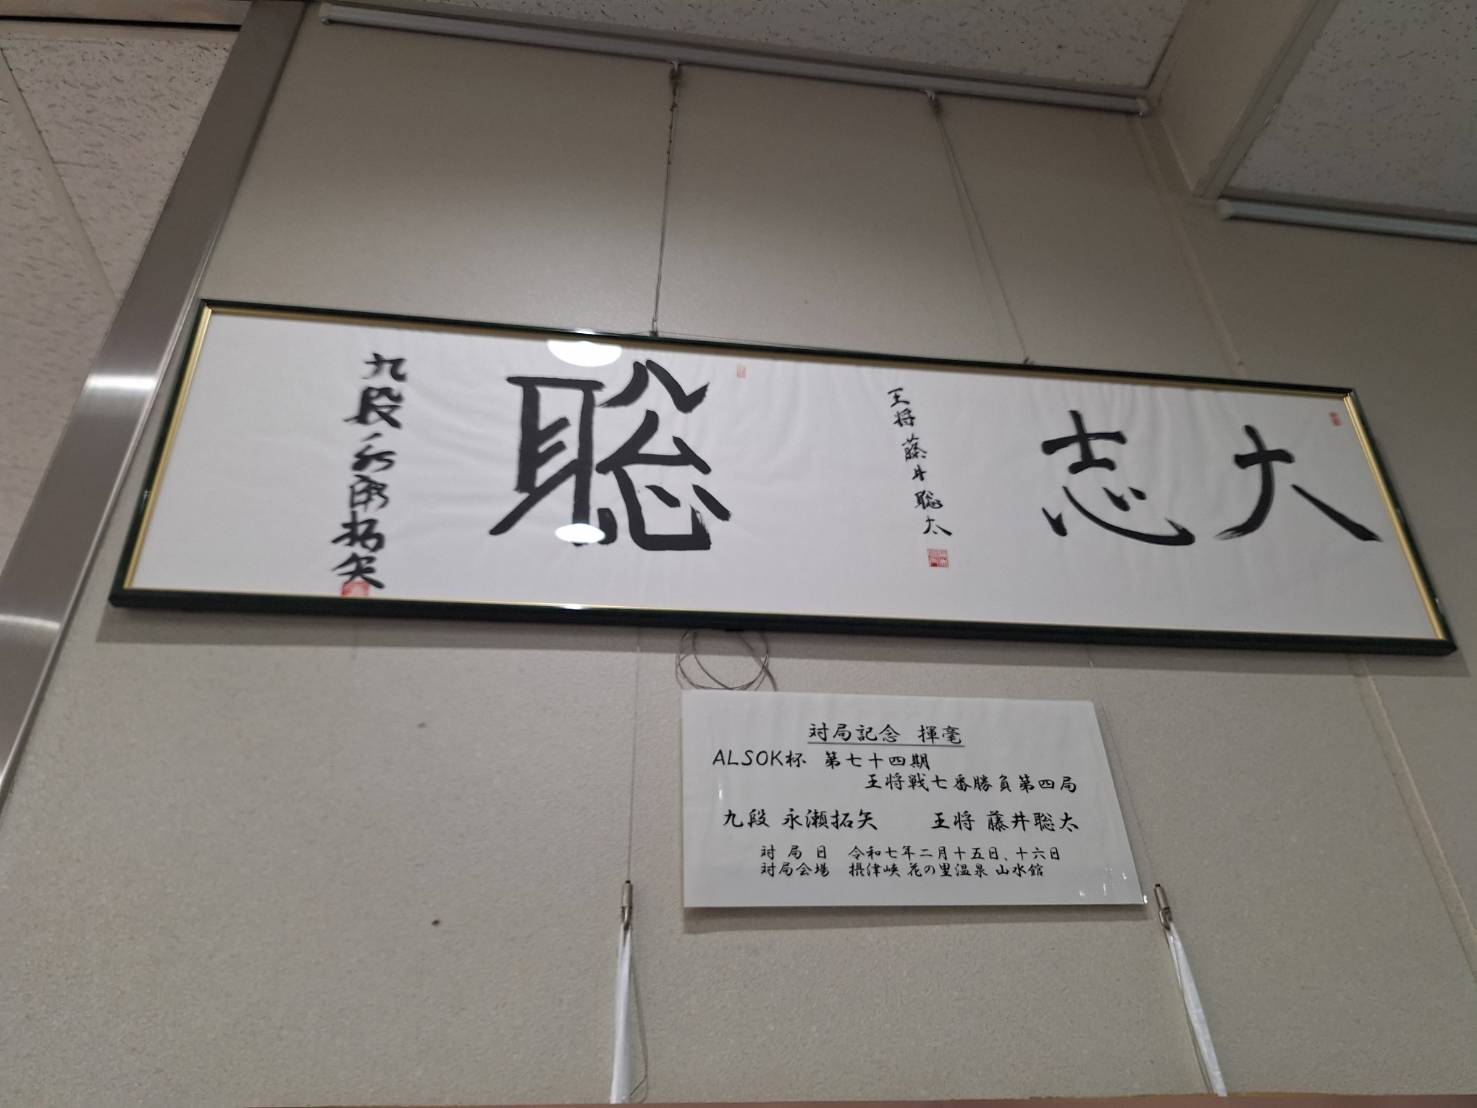 大志
王将 藤井聡太
聡
九段 永瀬拓矢
対局記念 揮毫
ALSOK杯 第七十四期
王将戦七番勝負第四局
九段 永瀬拓矢 王将 藤井聡太
対局日 令和七年二月十五日、十六日
対局会場 摂津峡 花の里温泉 山水館